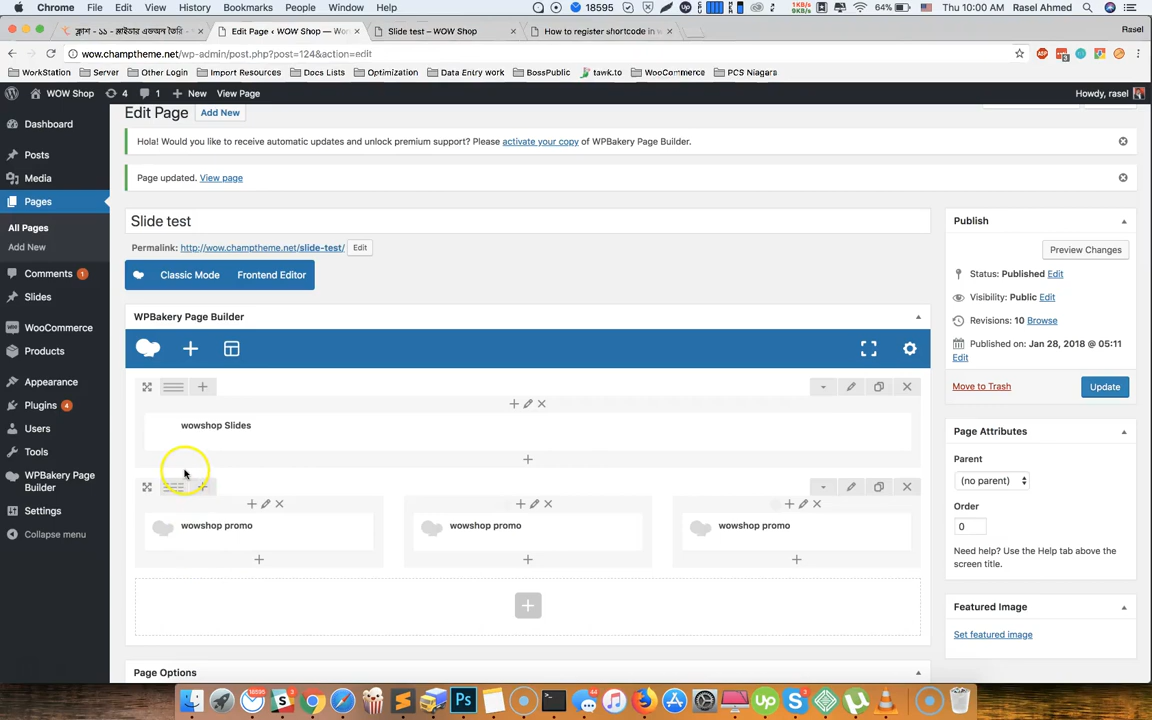 Chrome File Edit View History Bookmarks People Window Help 18595 64% Thu 10:00 AM Rasel Ahmed
Edit Page ‹ WOW Shop — Wo Slide test – WOW Shop How to register shortcode in w Rasel
wow.champtheme.net/wp-admin/post.php?post=124&action=edit
WorkStation Server Other Login Import Resources Docs Lists Optimization Data Entry work BossPublic tawk.to WooCommerce PCS Niagara
WOW Shop 4 1 New View Page Howdy, rasel
Edit Page Add New
Dashboard
Hola! Would you like to receive automatic updates and unlock premium support? Please activate your copy of WPBakery Page Builder.
Posts
Media
Page updated. View page
Pages
Slide test
Publish
All Pages
Add New
Permalink: http://wow.champtheme.net/slide-test/ Edit
Preview Changes
Comments 1
Classic Mode Frontend Editor
Status: Published Edit
Slides
Visibility: Public Edit
WPBakery Page Builder
Revisions: 10 Browse
WooCommerce
Products
Published on: Jan 28, 2018 @ 05:11
Edit
Appearance
Move to Trash Update
Plugins 4
Users
wowshop Slides
Page Attributes
Tools
Parent
WPBakery Page
Builder
(no parent)
Order
Settings
0
wowshop promo wowshop promo wowshop promo
Collapse menu
Need help? Use the Help tab above the
screen title.
Featured Image
Set featured image
Page Options